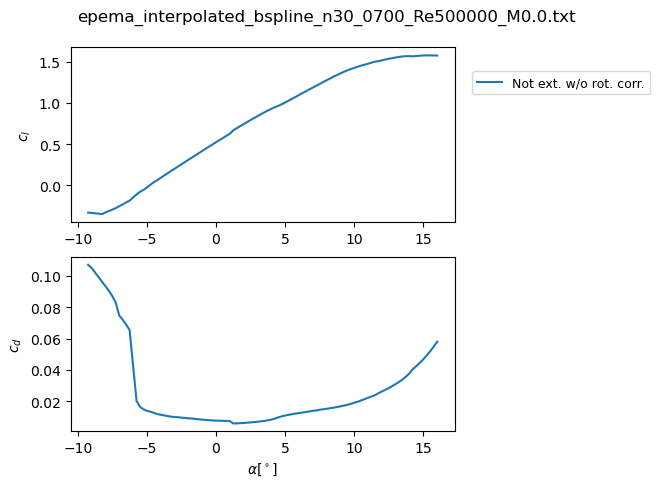 epema_interpolated_bspline_n30_0700_Re500000_M0.0.txt
1.5
1.0
0.5
0.0
c_l
−10 −5 0 5 10 15
Not ext. w/o rot. corr.
0.10
0.08
0.06
0.04
0.02
c_d
−10 −5 0 5 10 15
α[°]